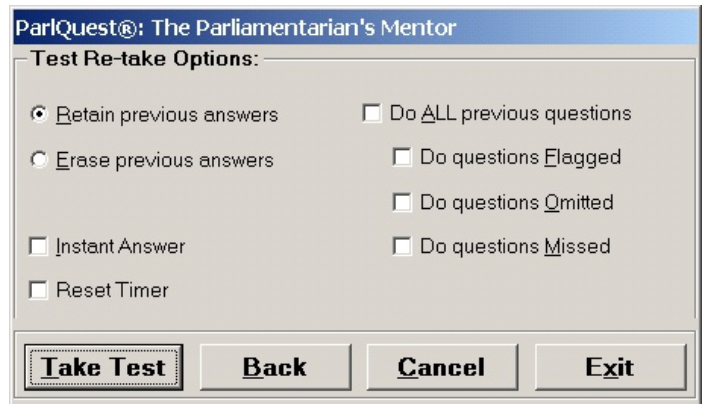 ParlQuest®: The Parliamentarian's Mentor
Test Re-take Options:
Retain previous answers
Do ALL previous questions
Erase previous answers
Do questions Flagged
Do questions Omitted
Instant Answer
Do questions Missed
Reset Timer
Take Test
Back
Cancel
Exit